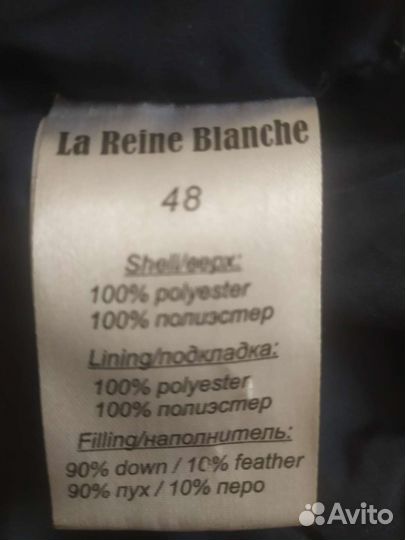 La Reine Blanche
48
Shell/верх:
100% polyester
100% полиэстер
Lining/подкладка:
100% polyester
100% полиэстер
Filling/наполнитель:
90% down / 10% feather
90% пух / 10% перо
Avito